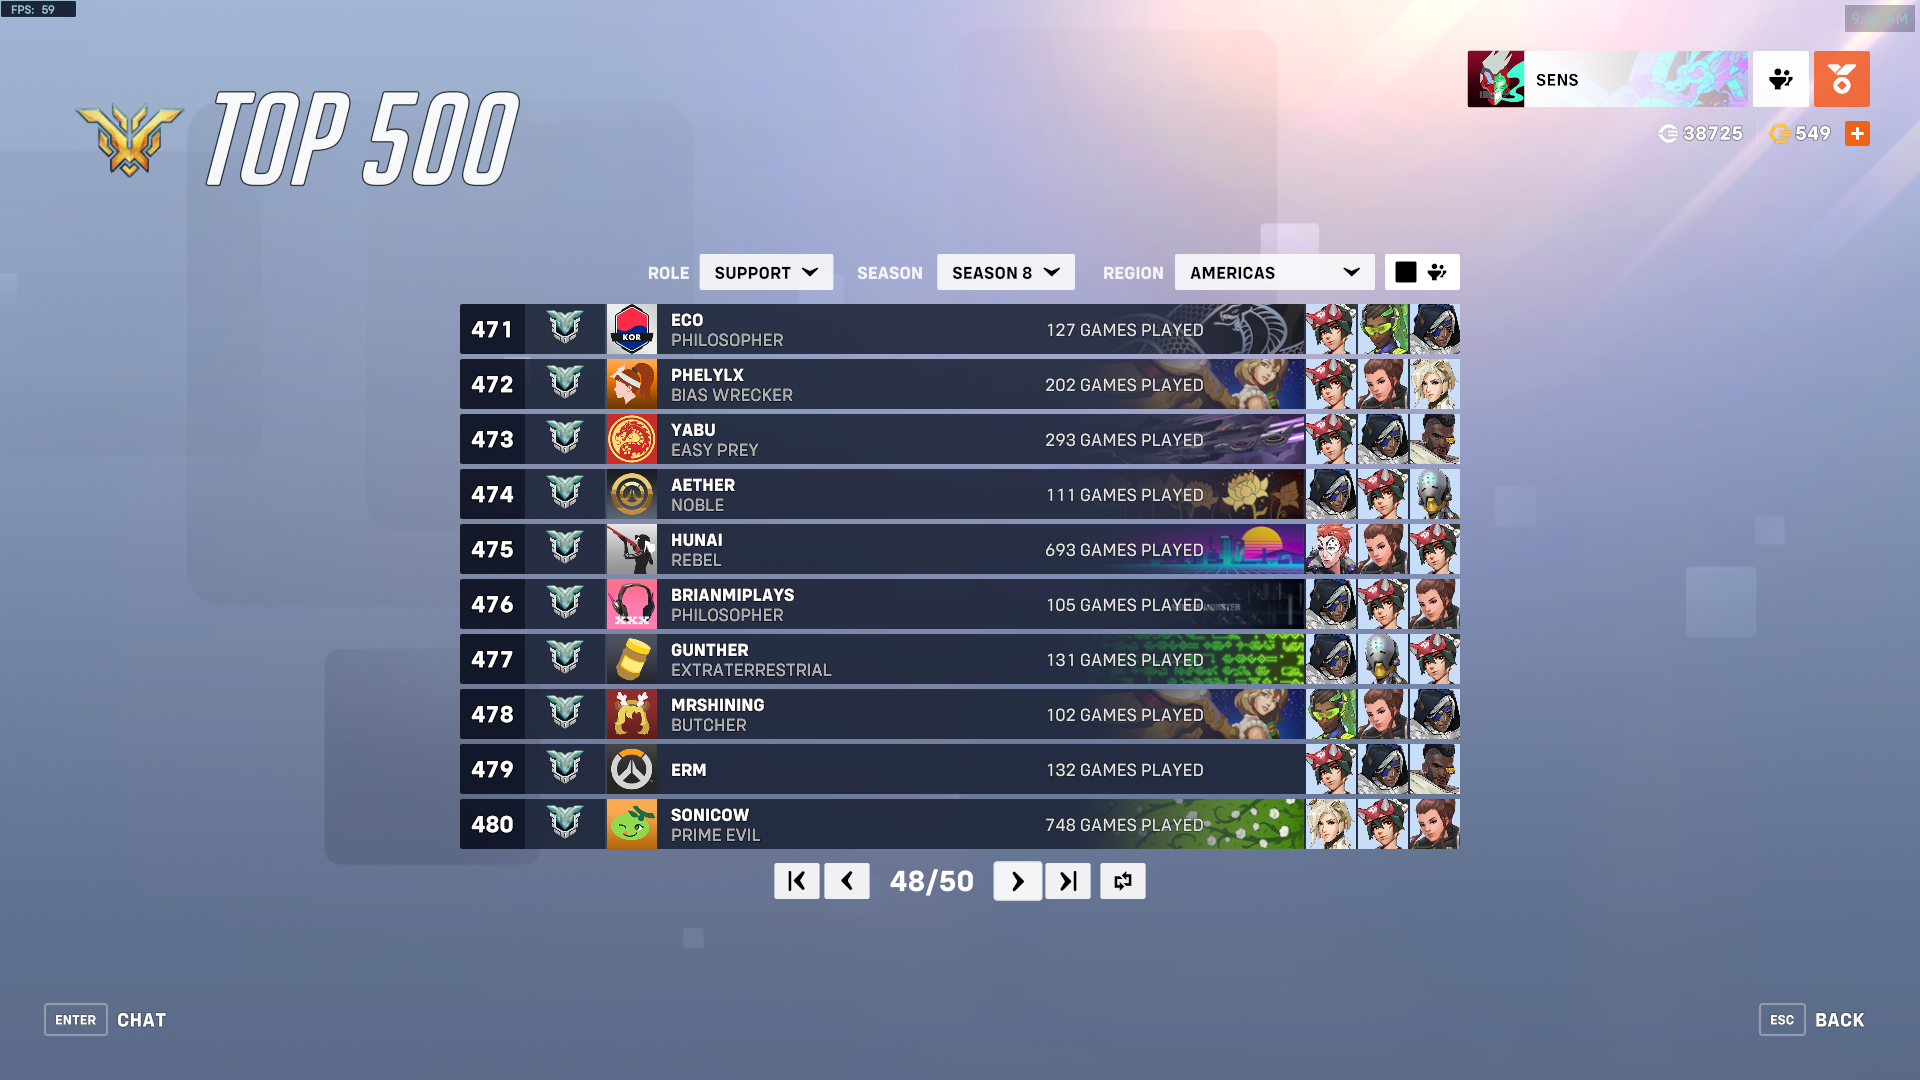 FPS: 59
SENS
38725 549
TOP 500
ROLE SUPPORT SEASON SEASON 8 REGION AMERICAS
471 KOR ECO PHILOSOPHER 127 GAMES PLAYED
472 PHELYLX BIAS WRECKER 202 GAMES PLAYED
473 YABU EASY PREY 293 GAMES PLAYED
474 AETHER NOBLE 111 GAMES PLAYED
475 HUNAI REBEL 693 GAMES PLAYED
476 XXX BRIANMIPLAYS PHILOSOPHER 105 GAMES PLAYED
477 GUNTHER EXTRATERRESTRIAL 131 GAMES PLAYED
478 MRSHINING BUTCHER 102 GAMES PLAYED
479 ERM 132 GAMES PLAYED
480 SONICOW PRIME EVIL 748 GAMES PLAYED
48/50
ENTER CHAT
ESC BACK